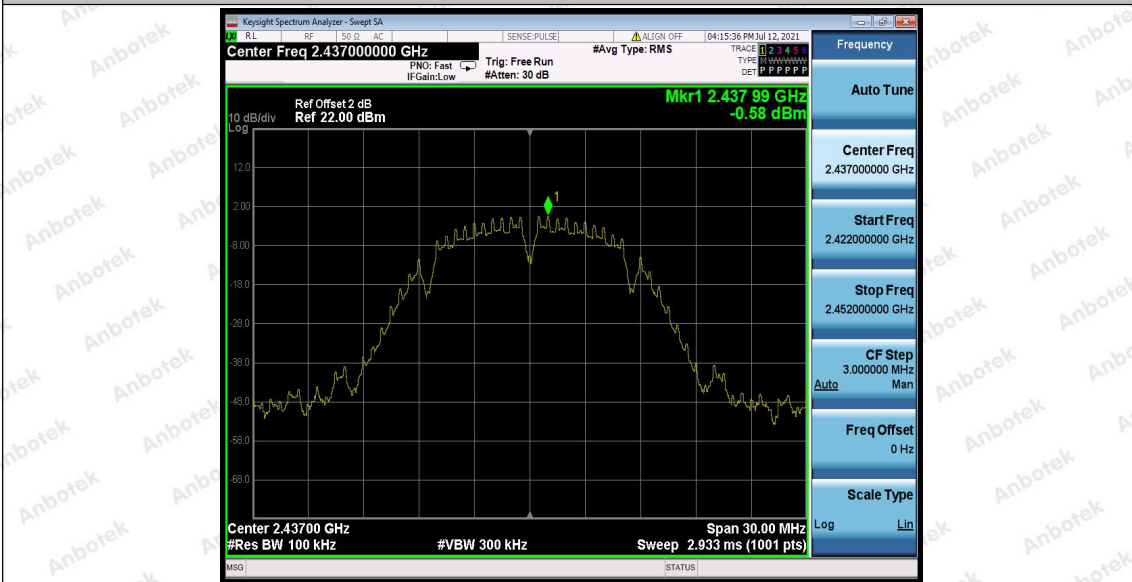 Keysight Spectrum Analyzer - Swept SA
RL RF 50 Ω AC SENSE:PULSE ALIGN OFF 04:15:36 PM Jul 12, 2021
Center Freq 2.437000000 GHz
PNO: Fast
IFGain:Low
Trig: Free Run
#Atten: 30 dB
#Avg Type: RMS
TRACE 1 2 3 4 5 6
TYPE M WWWWW
DET P P P P P P
Ref Offset 2 dB
Ref 22.00 dBm
10 dB/div
Log
Mkr1 2.437 99 GHz
-0.58 dBm
1
12.0
2.00
-8.00
-18.0
-28.0
-38.0
-48.0
-58.0
-68.0
Center 2.43700 GHz
Span 30.00 MHz
#Res BW 100 kHz
#VBW 300 kHz
Sweep 2.933 ms (1001 pts)
MSG
STATUS
Frequency
Auto Tune
Center Freq
2.437000000 GHz
Start Freq
2.422000000 GHz
Stop Freq
2.452000000 GHz
CF Step
3.000000 MHz
Auto Man
Freq Offset
0 Hz
Scale Type
Log Lin
Anbotek